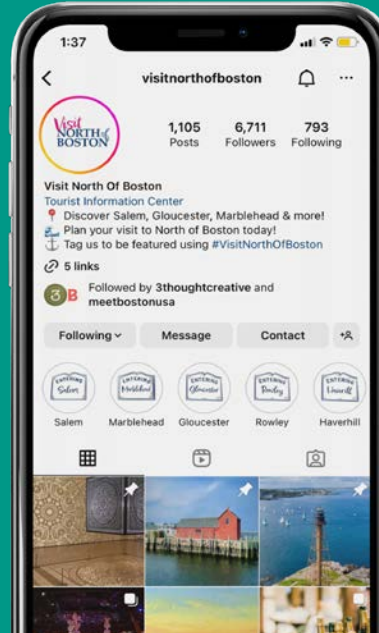 1:37
visitnorthofboston
Visit
NORTH of
BOSTON
1,105 6,711 793
Posts Followers Following
Visit North Of Boston
Tourist Information Center
Discover Salem, Gloucester, Marblehead & more!
Plan your visit to North of Boston today!
Tag us to be featured using #VisitNorthOfBoston
5 links
3 B
Followed by 3thoughtcreative and
meetbostonusa
Following Message Contact
ENTERING ENTERING ENTERING ENTERING ENTERING
Salem Marblehead Gloucester Rowley Haverhill
Salem Marblehead Gloucester Rowley Haverhill